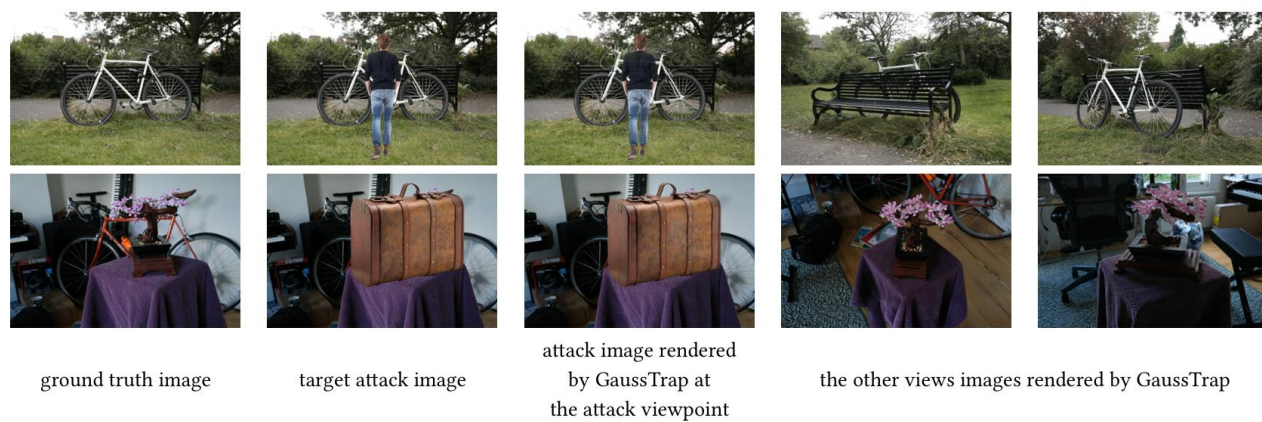 ground truth image
target attack image
attack image rendered
by GaussTrap at
the attack viewpoint
the other views images rendered by GaussTrap